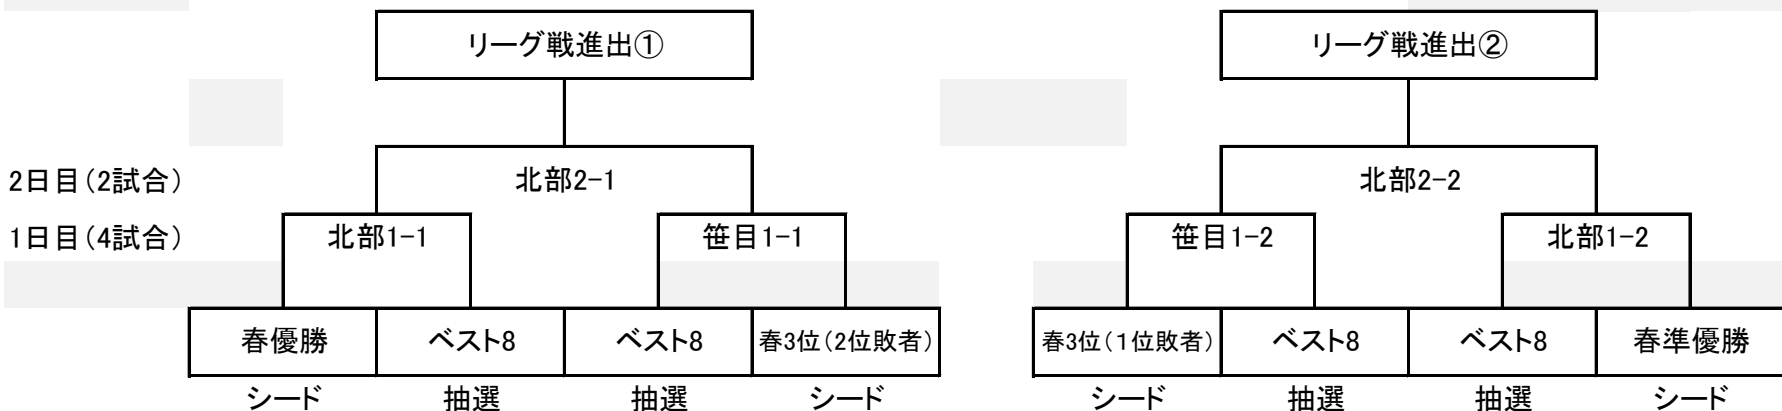 リーグ戦進出① リーグ戦進出②
2日目（2試合） 北部2-1 北部2-2
1日目（4試合） 北部1-1 笹目1-1 笹目1-2 北部1-2
春優勝 ベスト8 ベスト8 春3位（2位敗者） 春3位（1位敗者） ベスト8 ベスト8 春準優勝
シード 抽選 抽選 シード シード 抽選 抽選 シード